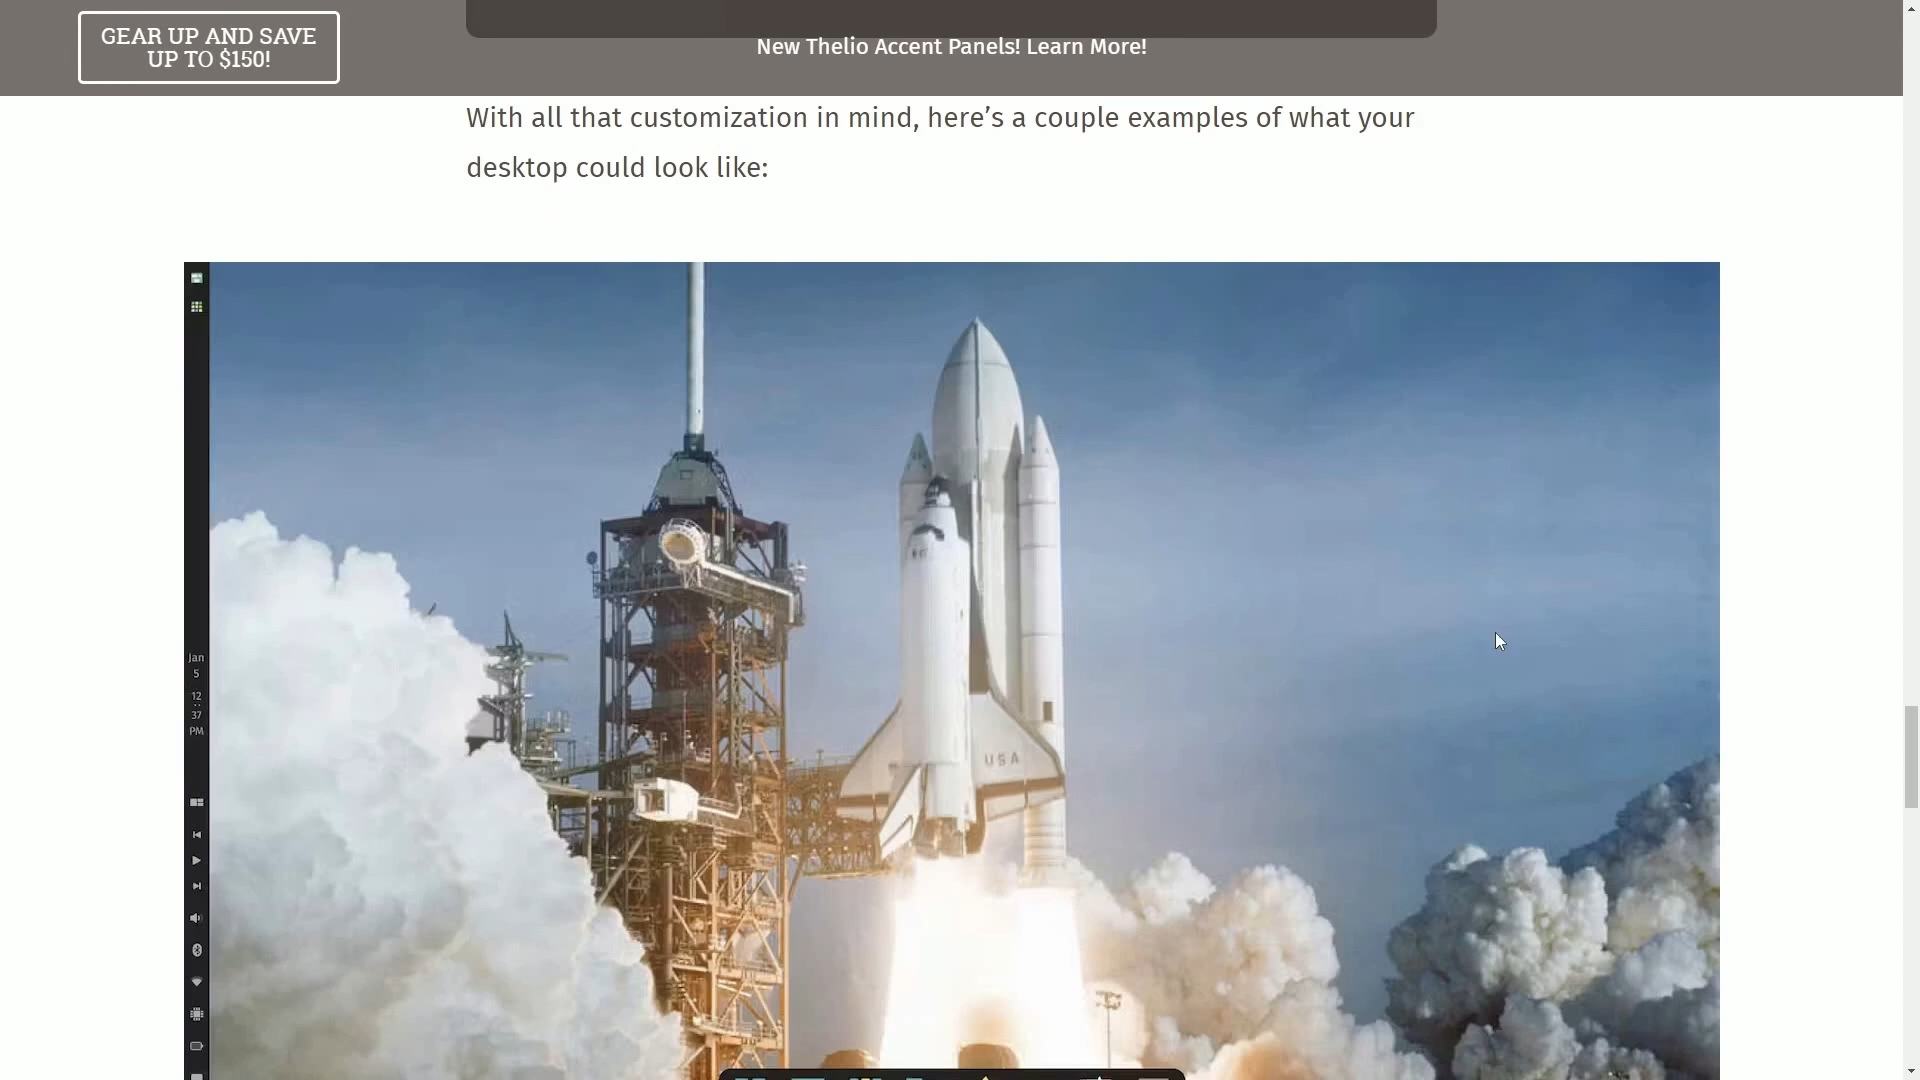 GEAR UP AND SAVE
UP TO $150!
New Thelio Accent Panels! Learn More!
With all that customization in mind, here’s a couple examples of what your
desktop could look like:
USA
Jan
5
12
37
PM